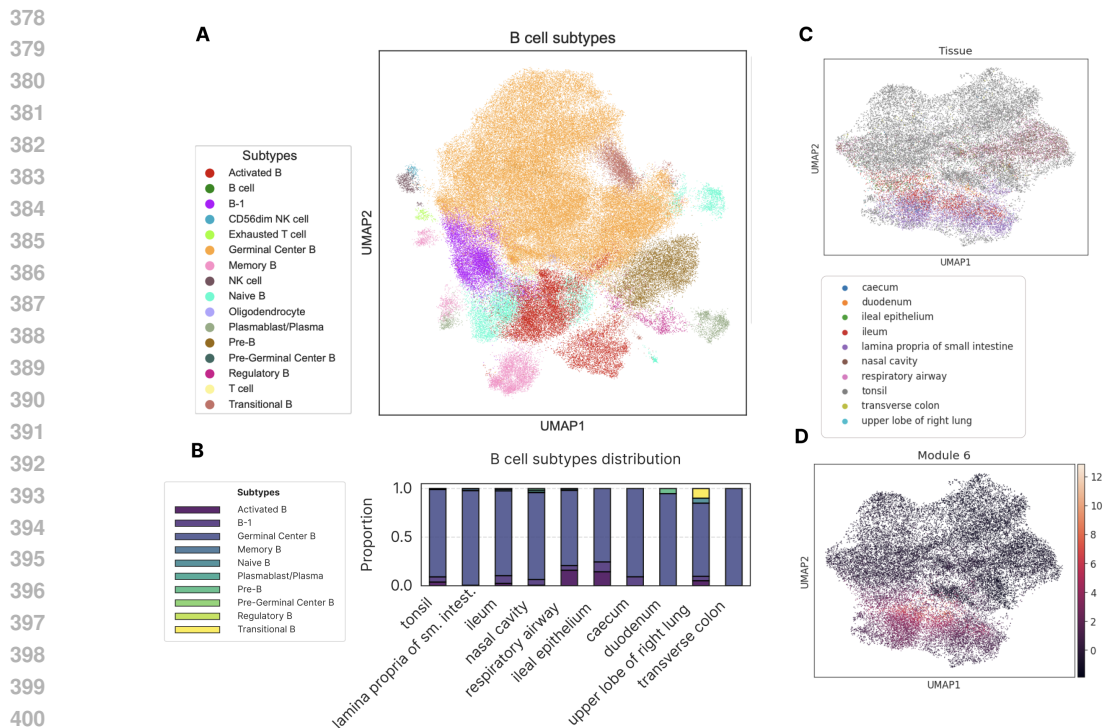 378
379
380
381
382
383
384
385
386
387
388
389
390
391
392
393
394
395
396
397
398
399
400
A
B cell subtypes
Subtypes
Activated B
B cell
B-1
CD56dim NK cell
Exhausted T cell
Germinal Center B
Memory B
NK cell
Naive B
Oligodendrocyte
Plasmablast/Plasma
Pre-B
Pre-Germinal Center B
Regulatory B
T cell
Transitional B
UMAP2
UMAP1
B
B cell subtypes distribution
Subtypes
Activated B
B-1
Germinal Center B
Memory B
Naive B
Plasmablast/Plasma
Pre-B
Pre-Germinal Center B
Regulatory B
Transitional B
Proportion
1.0
0.5
0.0
tonsil
lamina propria of sm. intest.
ileum
nasal cavity
respiratory airway
ileal epithelium
caecum
duodenum
upper lobe of right lung
transverse colon
C
Tissue
UMAP2
UMAP1
caecum
duodenum
ileal epithelium
ileum
lamina propria of small intestine
nasal cavity
respiratory airway
tonsil
transverse colon
upper lobe of right lung
D
Module 6
UMAP2
UMAP1
12
10
8
6
4
2
0